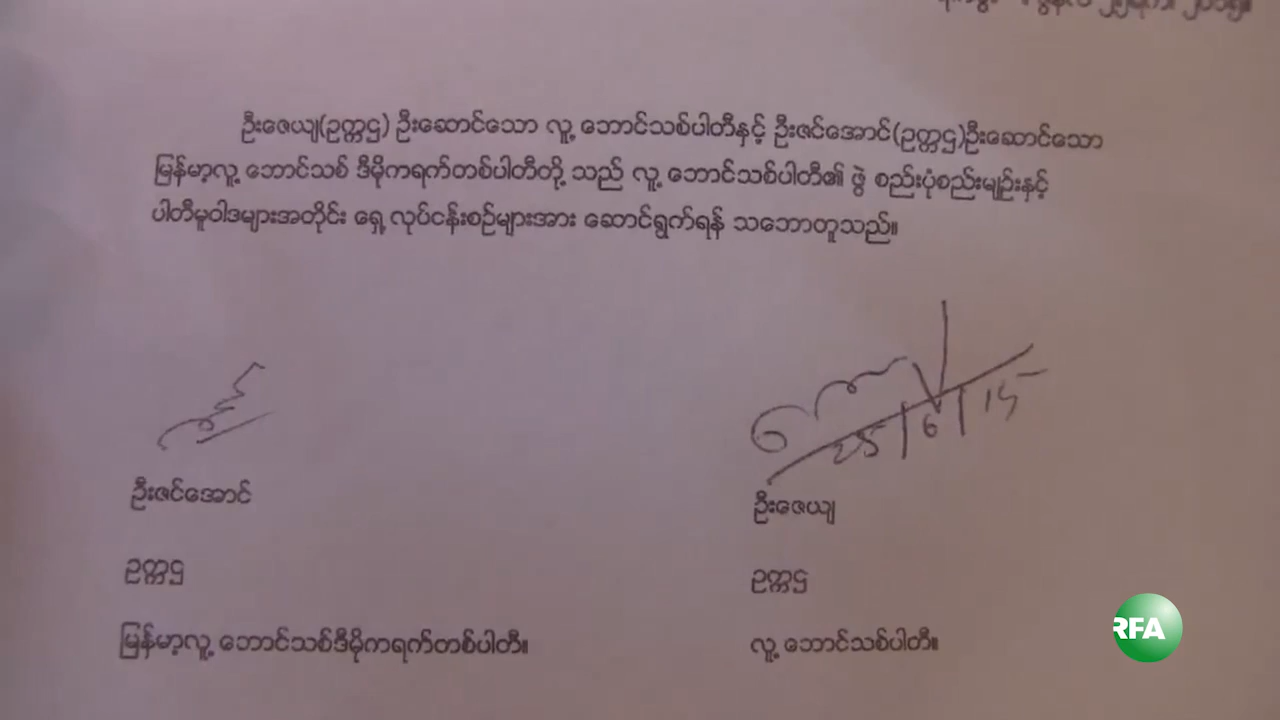 ဦးဇေယျ(ဥက္ကဋ္ဌ) ဦးဆောင်သော လူ့ ဘောင်သစ်ပါတီနှင့် ဦးဇင်အောင်(ဥက္ကဋ္ဌ)ဦးဆောင်သော
မြန်မာ့လူ့ ဘောင်သစ် ဒီမိုကရက်တစ်ပါတီတို့ သည် လူ့ ဘောင်သစ်ပါတီ၏ ဖွဲ့ စည်းပုံစည်းမျဉ်းနှင့်
ပါတီမူဝါဒများအတိုင်း ရှေ့ လုပ်ငန်းစဉ်များအား ဆောင်ရွက်ရန် သဘောတူသည်။
25/6/15
ဦးဇင်အောင် ဦးဇေယျ
ဥက္ကဋ္ဌ ဥက္ကဋ္ဌ
မြန်မာ့လူ့ ဘောင်သစ်ဒီမိုကရက်တစ်ပါတီ။ လူ့ ဘောင်သစ်ပါတီ။
RFA